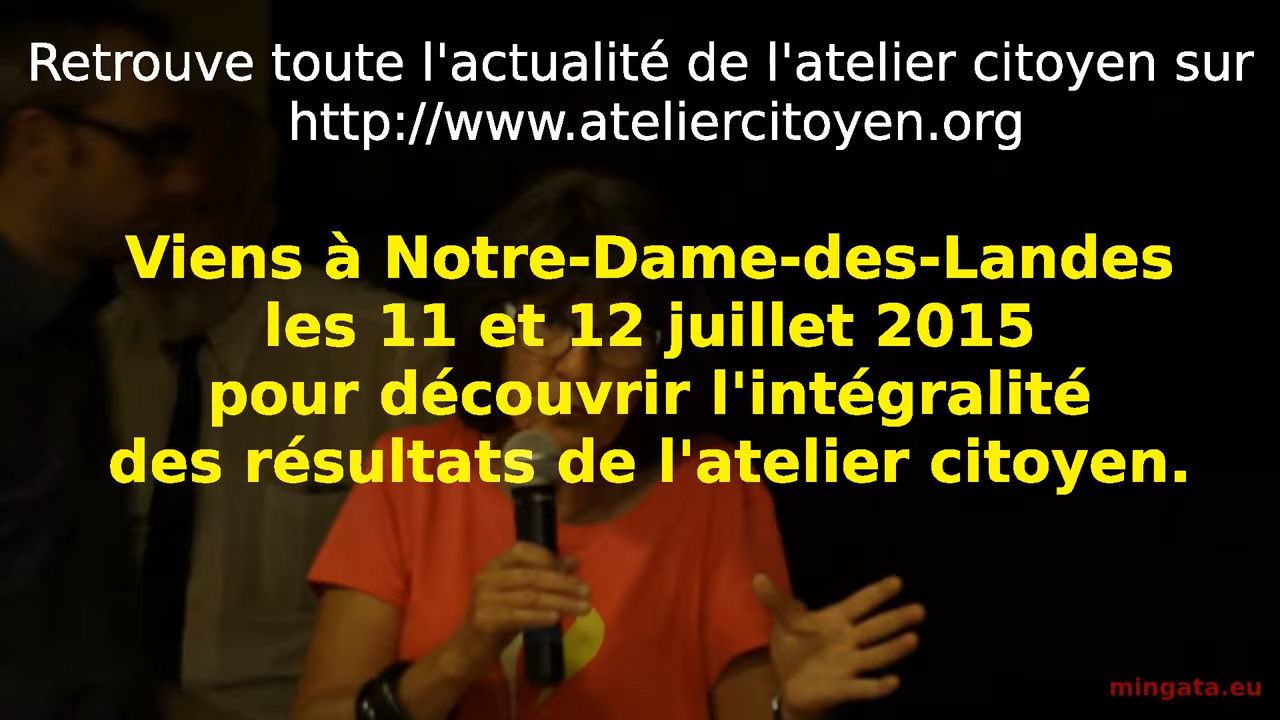 Retrouve toute l'actualité de l'atelier citoyen sur
http://www.ateliercitoyen.org
Viens à Notre-Dame-des-Landes
les 11 et 12 juillet 2015
pour découvrir l'intégralité
des résultats de l'atelier citoyen.
mingata.eu